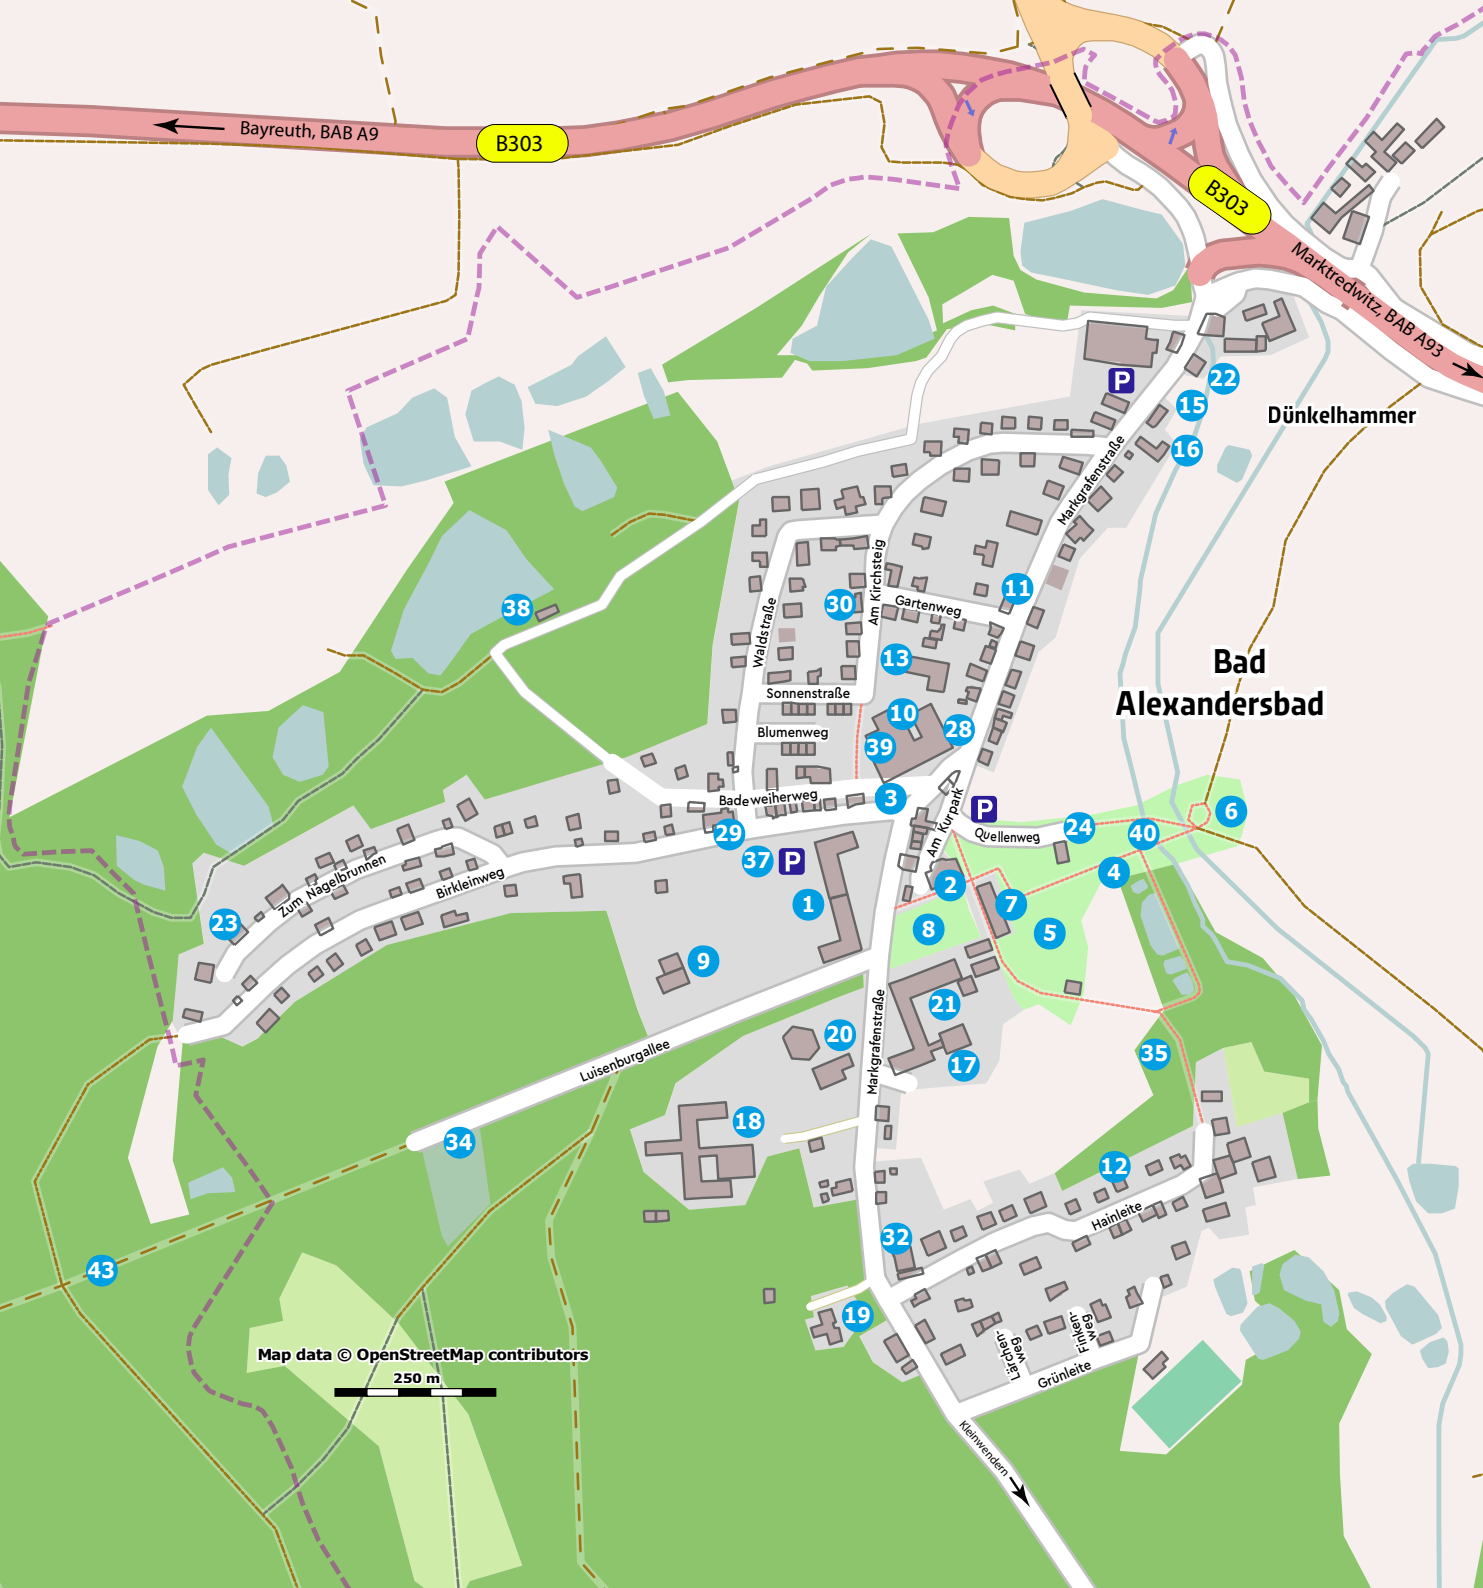 Bayreuth, BAB A9
B303
B303
Marktredwitz, BAB A93
P
22
15
Dünkelhammer
16
Markgrafenstraße
38
30
Am Kirchsteig
Gartenweg
11
Waldstraße
13
Bad
Alexandersbad
Sonnenstraße
10
28
Blumenweg
39
Badeweiherweg
3
Am Kurpark
P
Quellenweg
24
40
6
29
37
P
4
Zum Nagelbrunnen
Birkleinweg
23
1
2
7
8
5
9
21
20
17
35
Markgrafenstraße
Luisenburgallee
18
34
12
Hainleite
32
43
19
Lärchen-
weg
Finken-
weg
Grünleite
Map data © OpenStreetMap contributors
250 m
Kleinwendern